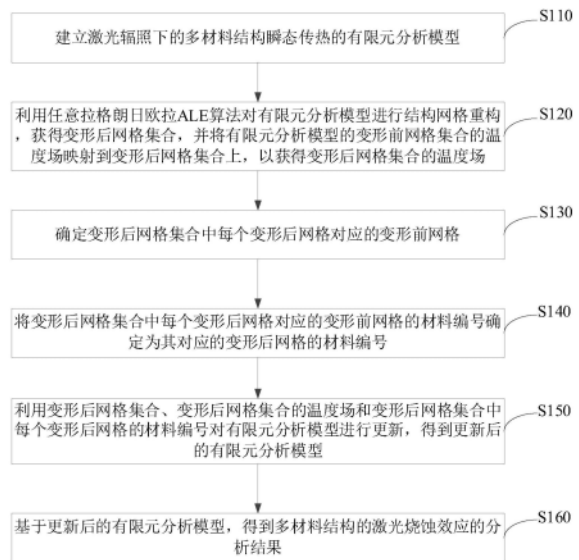 S110
建立激光辐照下的多材料结构瞬态传热的有限元分析模型
S120
利用任意拉格朗日欧拉ALE算法对有限元分析模型进行结构网格重构
，获得变形后网格集合，并将有限元分析模型的变形前网格集合的温
度场映射到变形后网格集合上，以获得变形后网格集合的温度场
S130
确定变形后网格集合中每个变形后网格对应的变形前网格
S140
将变形后网格集合中每个变形后网格对应的变形前网格的材料编号确
定为其对应的变形后网格的材料编号
S150
利用变形后网格集合、变形后网格集合的温度场和变形后网格集合中
每个变形后网格的材料编号对有限元分析模型进行更新，得到更新后
的有限元分析模型
S160
基于更新后的有限元分析模型，得到多材料结构的激光烧蚀效应的分
析结果